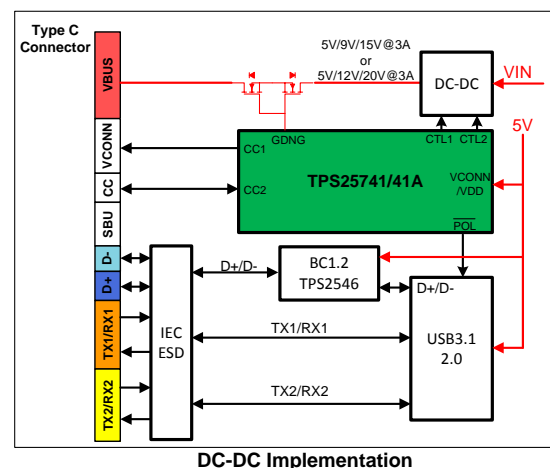 Type C
Connector
VBUS
VCONN
CC
SBU
D-
D+
TX1/RX1
TX2/RX2
5V/9V/15V@3A
or
5V/12V/20V@3A
DC-DC
VIN
5V
GDNG
CTL1
CTL2
CC1
CC2
TPS25741/41A
VCONN
/VDD
POL
IEC
ESD
D+/D-
BC1.2
TPS2546
D+/D-
USB3.1
2.0
TX1/RX1
TX2/RX2
DC-DC Implementation